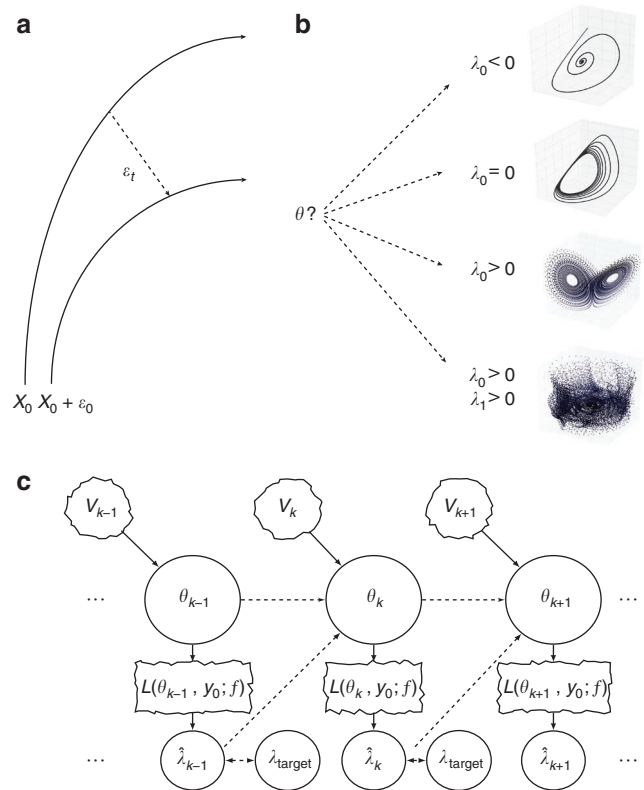 a
b
ε_t
X_0 X_0 + ε_0
θ?
λ_0 < 0
λ_0 = 0
λ_0 > 0
λ_0 > 0
λ_1 > 0
c
V_{k–1} V_k V_{k+1}
... θ_{k–1} θ_k θ_{k+1} ...
L(θ_{k–1} , y_0; f) L(θ_k , y_0; f) L(θ_{k+1} , y_0; f)
... λ̂_{k–1} λ_target λ̂_k λ_target λ̂_{k+1} ...